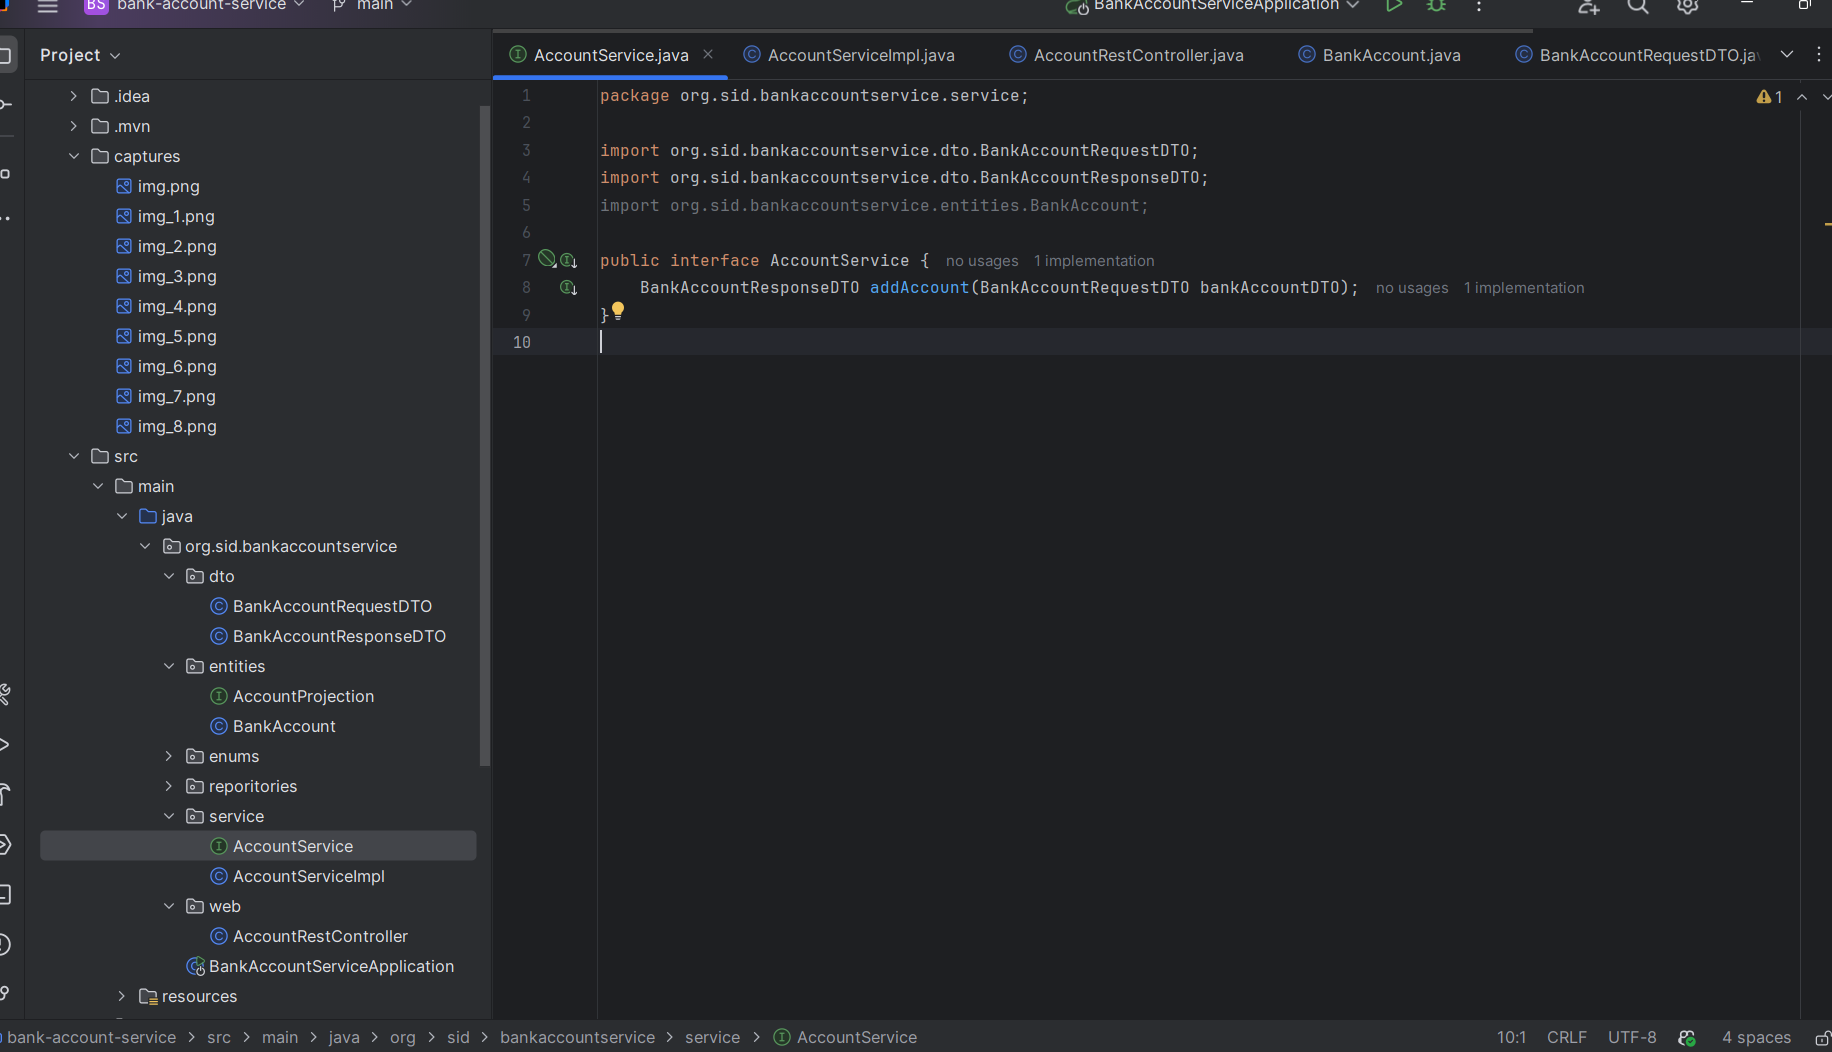 BS bank-account-service main BankAccountServiceApplication
Project
AccountService.java AccountServiceImpl.java AccountRestController.java BankAccount.java BankAccountRequestDTO.ja
.idea
.mvn
captures
img.png
img_1.png
img_2.png
img_3.png
img_4.png
img_5.png
img_6.png
img_7.png
img_8.png
src
main
java
org.sid.bankaccountservice
dto
BankAccountRequestDTO
BankAccountResponseDTO
entities
AccountProjection
BankAccount
enums
reporitories
service
AccountService
AccountServiceImpl
web
AccountRestController
BankAccountServiceApplication
resources
1 package org.sid.bankaccountservice.service;
2
3 import org.sid.bankaccountservice.dto.BankAccountRequestDTO;
4 import org.sid.bankaccountservice.dto.BankAccountResponseDTO;
5 import org.sid.bankaccountservice.entities.BankAccount;
6
7 public interface AccountService { no usages 1 implementation
8 BankAccountResponseDTO addAccount(BankAccountRequestDTO bankAccountDTO); no usages 1 implementation
9 }
10
1
bank-account-service > src > main > java > org > sid > bankaccountservice > service > AccountService
10:1 CRLF UTF-8 4 spaces